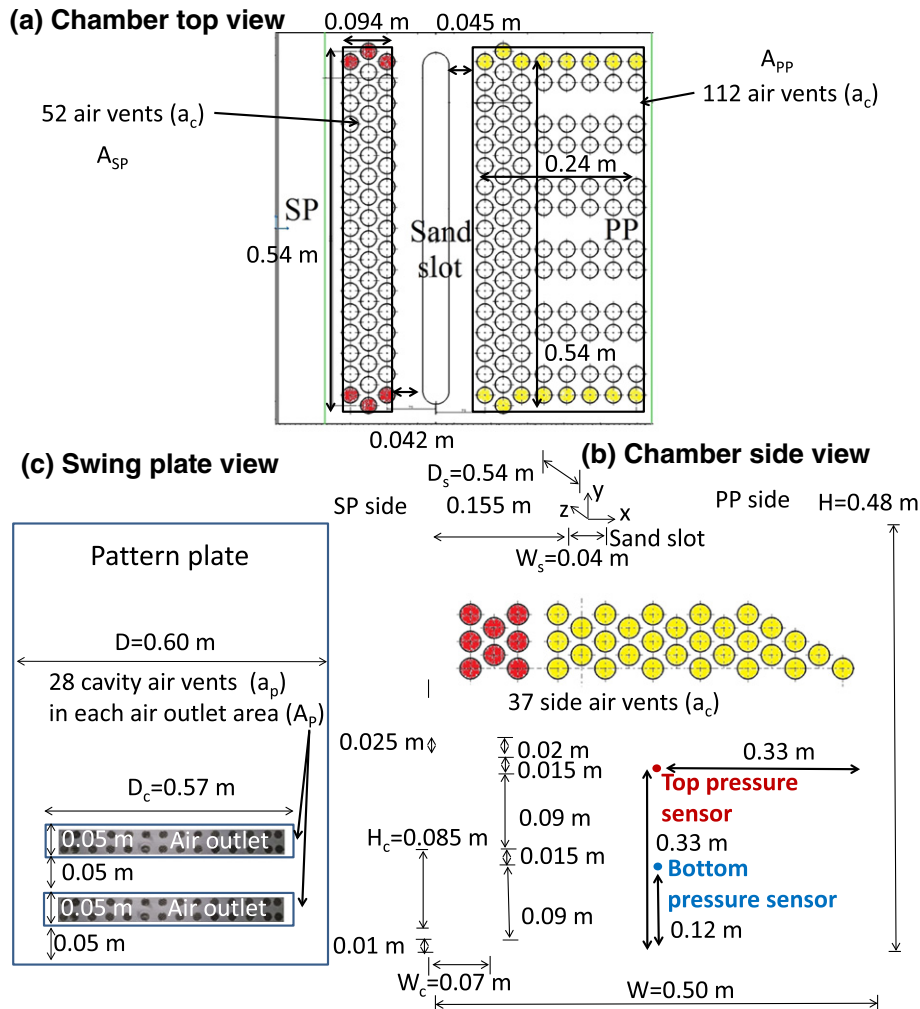 (a) Chamber top view
0.094 m
0.045 m
A_PP
112 air vents (a_c)
52 air vents (a_c)
A_SP
0.24 m
SP
Sand
slot
PP
0.54 m
0.54 m
0.042 m
(c) Swing plate view
(b) Chamber side view
D_s=0.54 m
SP side
0.155 m
y
z
x
PP side
H=0.48 m
Sand slot
W_s=0.04 m
Pattern plate
D=0.60 m
28 cavity air vents (a_p)
in each air outlet area (A_P)
37 side air vents (a_c)
0.025 m
0.02 m
0.015 m
0.33 m
D_c=0.57 m
Top pressure
sensor
0.09 m
0.33 m
H_c=0.085 m
0.05 m
Air outlet
0.015 m
Bottom
pressure sensor
0.05 m
0.05 m
Air outlet
0.09 m
0.12 m
0.05 m
0.01 m
W_c=0.07 m
W=0.50 m